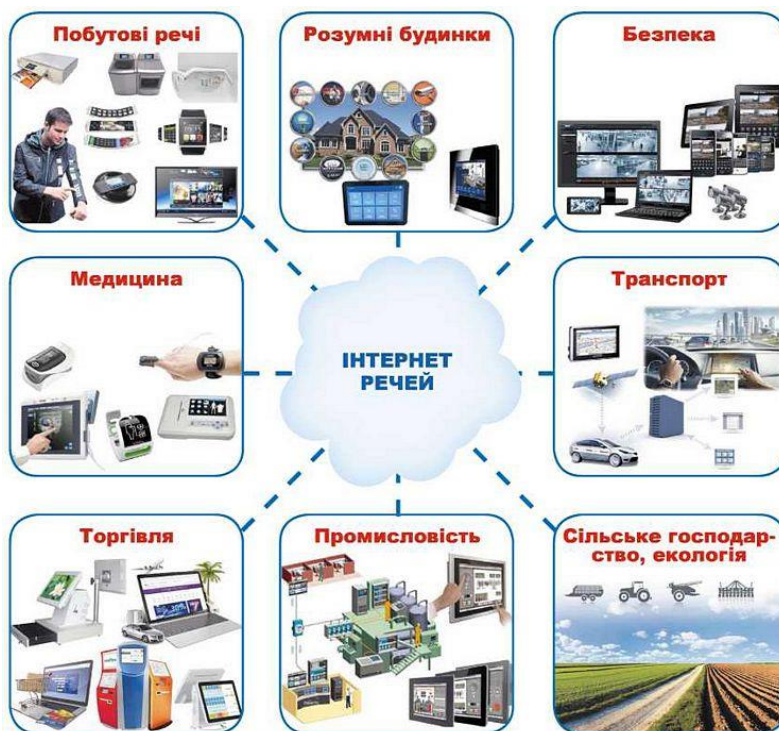 Побутові речі
Розумні будинки
Безпека
Медицина
ІНТЕРНЕТ
РЕЧЕЙ
Транспорт
Торгівля
Промисловість
Сільське господар-
ство, екологія